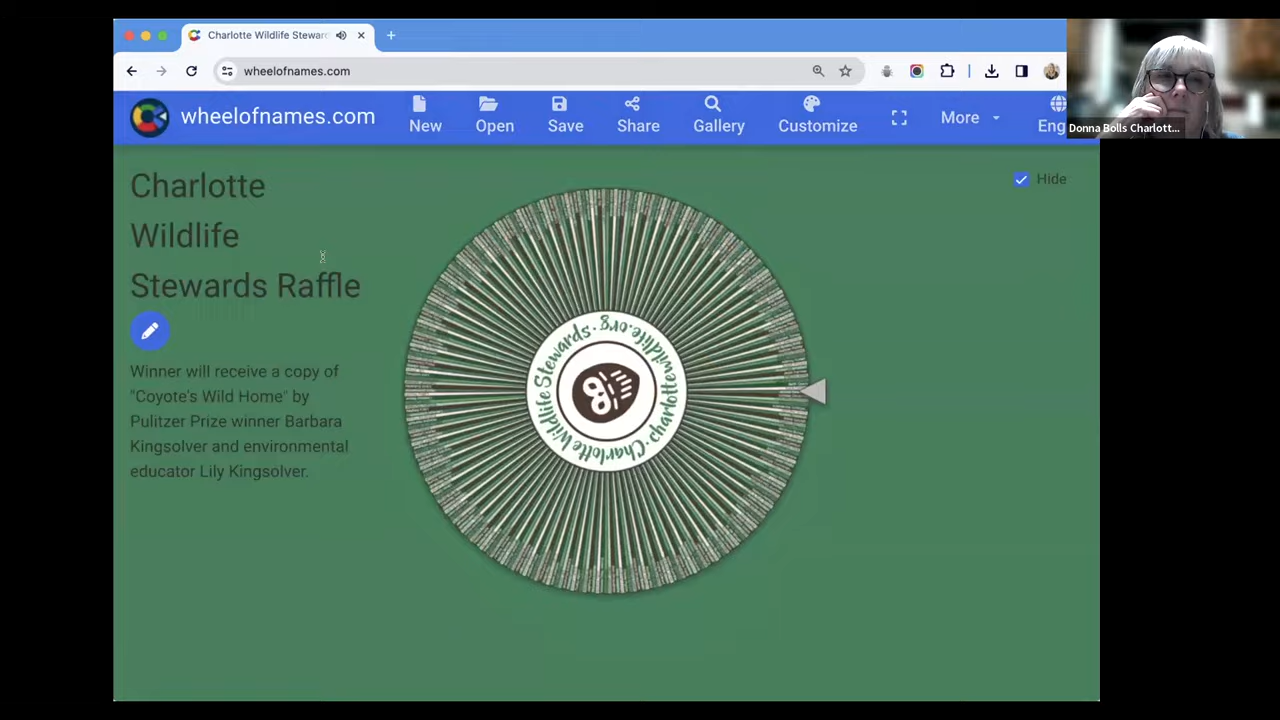 Charlotte Wildlife Steward
wheelofnames.com
wheelofnames.com
New
Open
Save
Share
Gallery
Customize
More
Eng
Donna Bolls Charlott...
Charlotte
Wildlife
Stewards Raffle
Hide
Winner will receive a copy of
"Coyote's Wild Home" by
Pulitzer Prize winner Barbara
Kingsolver and environmental
educator Lily Kingsolver.
Charlotte Wildlife Stewards · charlottewildlife.org ·